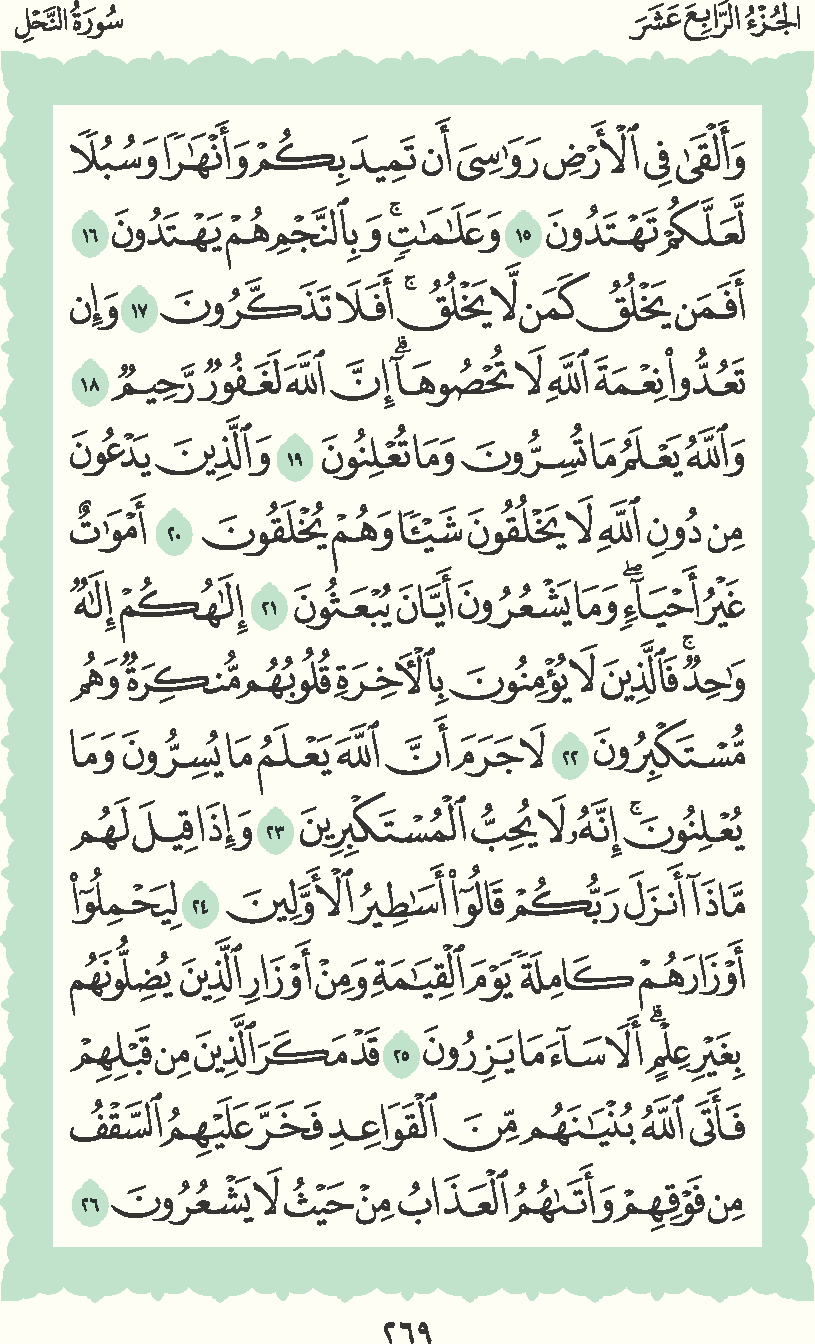 الجُزْءُ الرَّابِعَ عَشَرَ
سُورَةُ النَّحْلِ
وَأَلْقَىٰ فِي ٱلْأَرْضِ رَوَٰسِيَ أَن تَمِيدَ بِكُمْ وَأَنْهَٰرًا وَسُبُلًا
لَّعَلَّكُمْ تَهْتَدُونَ ١٥ وَعَلَٰمَٰتٍۚ وَبِٱلنَّجْمِ هُمْ يَهْتَدُونَ ١٦
أَفَمَن يَخْلُقُ كَمَن لَّا يَخْلُقُۚ أَفَلَا تَذَكَّرُونَ ١٧ وَإِن
تَعُدُّوا۟ نِعْمَةَ ٱللَّهِ لَا تُحْصُوهَآۗ إِنَّ ٱللَّهَ لَغَفُورٌ رَّحِيمٌ ١٨
وَٱللَّهُ يَعْلَمُ مَا تُسِرُّونَ وَمَا تُعْلِنُونَ ١٩ وَٱلَّذِينَ يَدْعُونَ
مِن دُونِ ٱللَّهِ لَا يَخْلُقُونَ شَيْـًٔا وَهُمْ يُخْلَقُونَ ٢٠ أَمْوَٰتٌ
غَيْرُ أَحْيَآءٍۖ وَمَا يَشْعُرُونَ أَيَّانَ يُبْعَثُونَ ٢١ إِلَٰهُكُمْ إِلَٰهٌ
وَٰحِدٌۚ فَٱلَّذِينَ لَا يُؤْمِنُونَ بِٱلْـَٔاخِرَةِ قُلُوبُهُم مُّنكِرَةٌ وَهُم
مُّسْتَكْبِرُونَ ٢٢ لَا جَرَمَ أَنَّ ٱللَّهَ يَعْلَمُ مَا يُسِرُّونَ وَمَا
يُعْلِنُونَۚ إِنَّهُۥ لَا يُحِبُّ ٱلْمُسْتَكْبِرِينَ ٢٣ وَإِذَا قِيلَ لَهُم
مَّاذَآ أَنزَلَ رَبُّكُمْ قَالُوٓا۟ أَسَٰطِيرُ ٱلْأَوَّلِينَ ٢٤ لِيَحْمِلُوٓا۟
أَوْزَارَهُمْ كَامِلَةً يَوْمَ ٱلْقِيَٰمَةِ وَمِنْ أَوْزَارِ ٱلَّذِينَ يُضِلُّونَهُم
بِغَيْرِ عِلْمٍۗ أَلَا سَآءَ مَا يَزِرُونَ ٢٥ قَدْ مَكَرَ ٱلَّذِينَ مِن قَبْلِهِمْ
فَأَتَى ٱللَّهُ بُنْيَٰنَهُم مِّنَ ٱلْقَوَاعِدِ فَخَرَّ عَلَيْهِمُ ٱلسَّقْفُ
مِن فَوْقِهِمْ وَأَتَىٰهُمُ ٱلْعَذَابُ مِنْ حَيْثُ لَا يَشْعُرُونَ ٢٦
٢٦٩